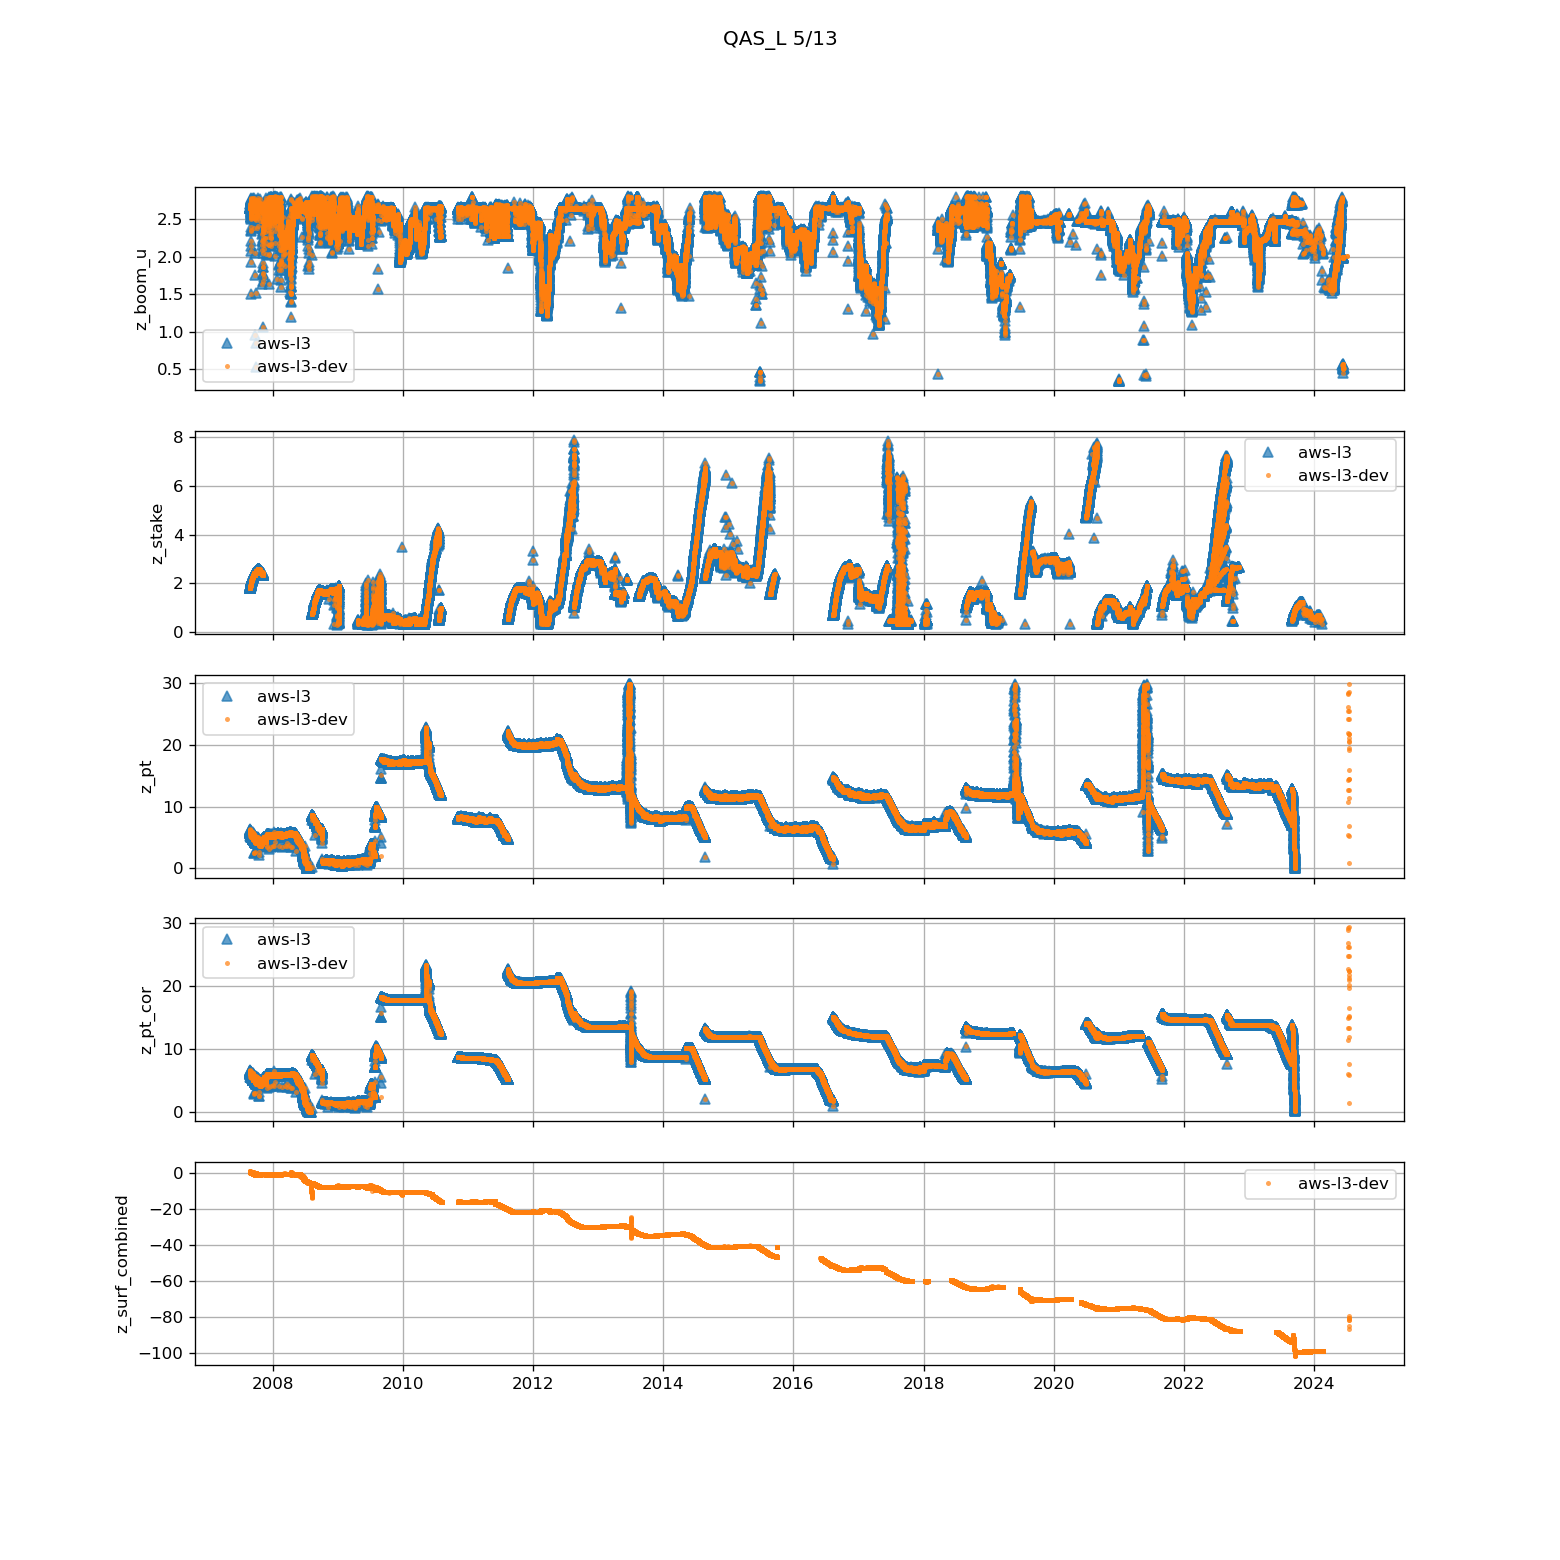 QAS_L 5/13
z_boom_u
2.5
2.0
1.5
1.0
0.5
aws-l3
aws-l3-dev
z_stake
8
6
4
2
0
aws-l3
aws-l3-dev
z_pt
30
20
10
0
aws-l3
aws-l3-dev
z_pt_cor
30
20
10
0
aws-l3
aws-l3-dev
z_surf_combined
0
−20
−40
−60
−80
−100
aws-l3-dev
2008 2010 2012 2014 2016 2018 2020 2022 2024